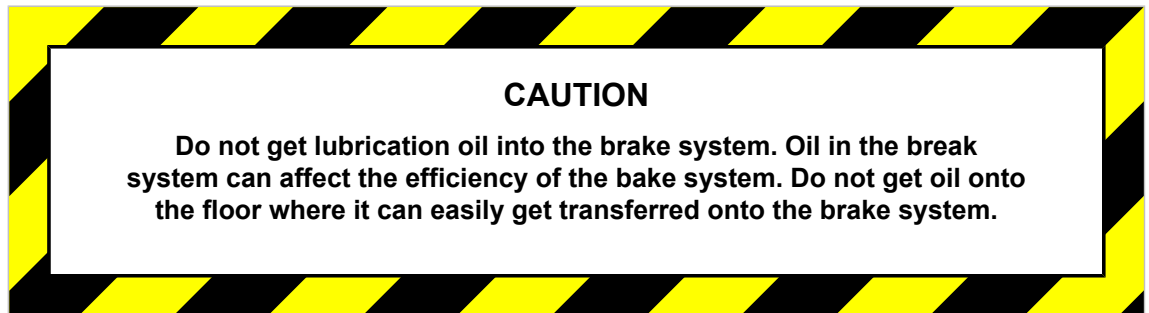 CAUTION
Do not get lubrication oil into the brake system. Oil in the break
system can affect the efficiency of the bake system. Do not get oil onto
the floor where it can easily get transferred onto the brake system.